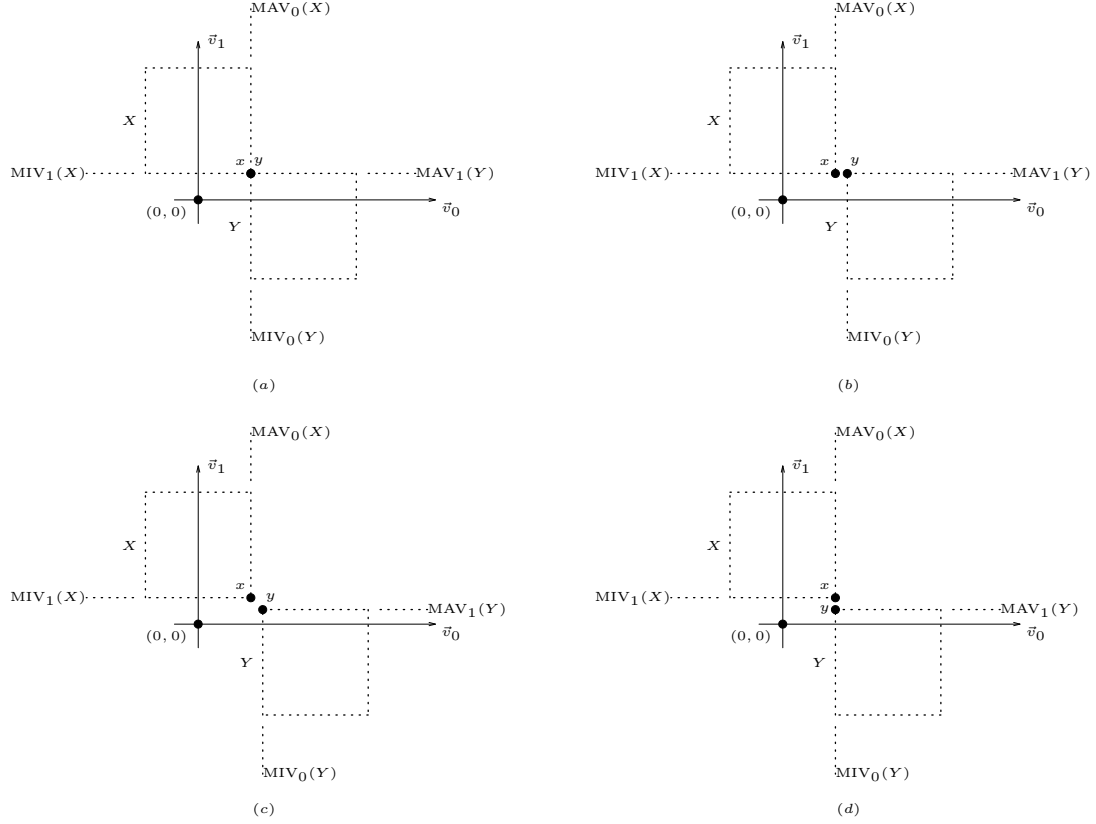 MAV₀(X) MAV₀(X)
v⃗₁ v⃗₁
X X
x y x y
MIV₁(X) MAV₁(Y) MIV₁(X) MAV₁(Y)
(0, 0) v⃗₀ (0, 0) v⃗₀
Y Y
MIV₀(Y) MIV₀(Y)
(a) (b)
MAV₀(X) MAV₀(X)
v⃗₁ v⃗₁
X X
x x
MIV₁(X) y MIV₁(X)
MAV₁(Y) y MAV₁(Y)
(0, 0) v⃗₀ (0, 0) v⃗₀
Y Y
MIV₀(Y) MIV₀(Y)
(c) (d)